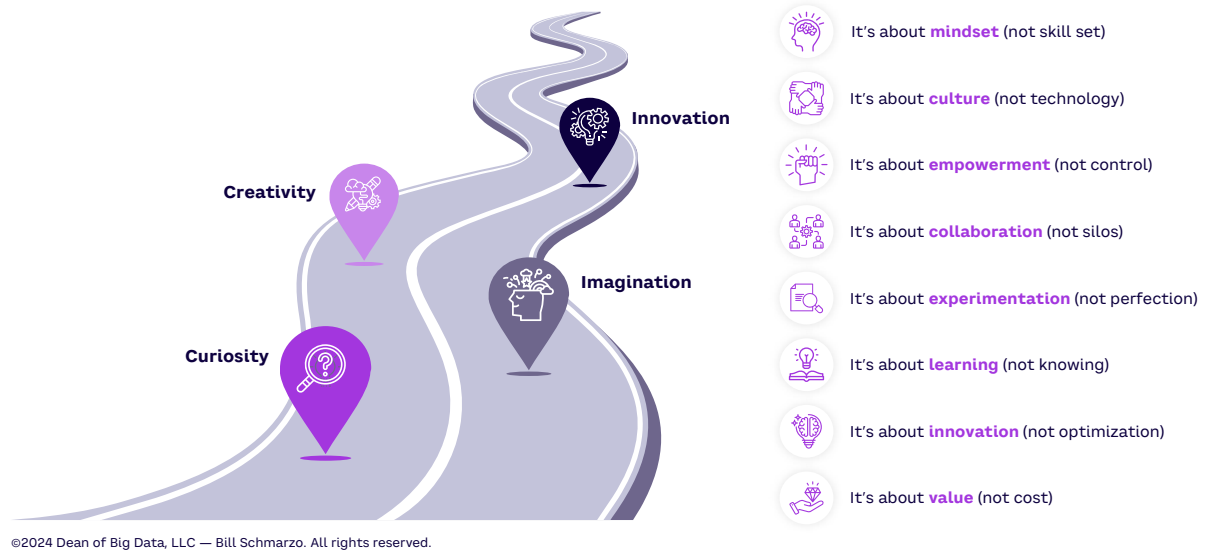 Innovation
Creativity
Imagination
Curiosity
It's about mindset (not skill set)
It's about culture (not technology)
It's about empowerment (not control)
It's about collaboration (not silos)
It's about experimentation (not perfection)
It's about learning (not knowing)
It's about innovation (not optimization)
It's about value (not cost)
©2024 Dean of Big Data, LLC — Bill Schmarzo. All rights reserved.